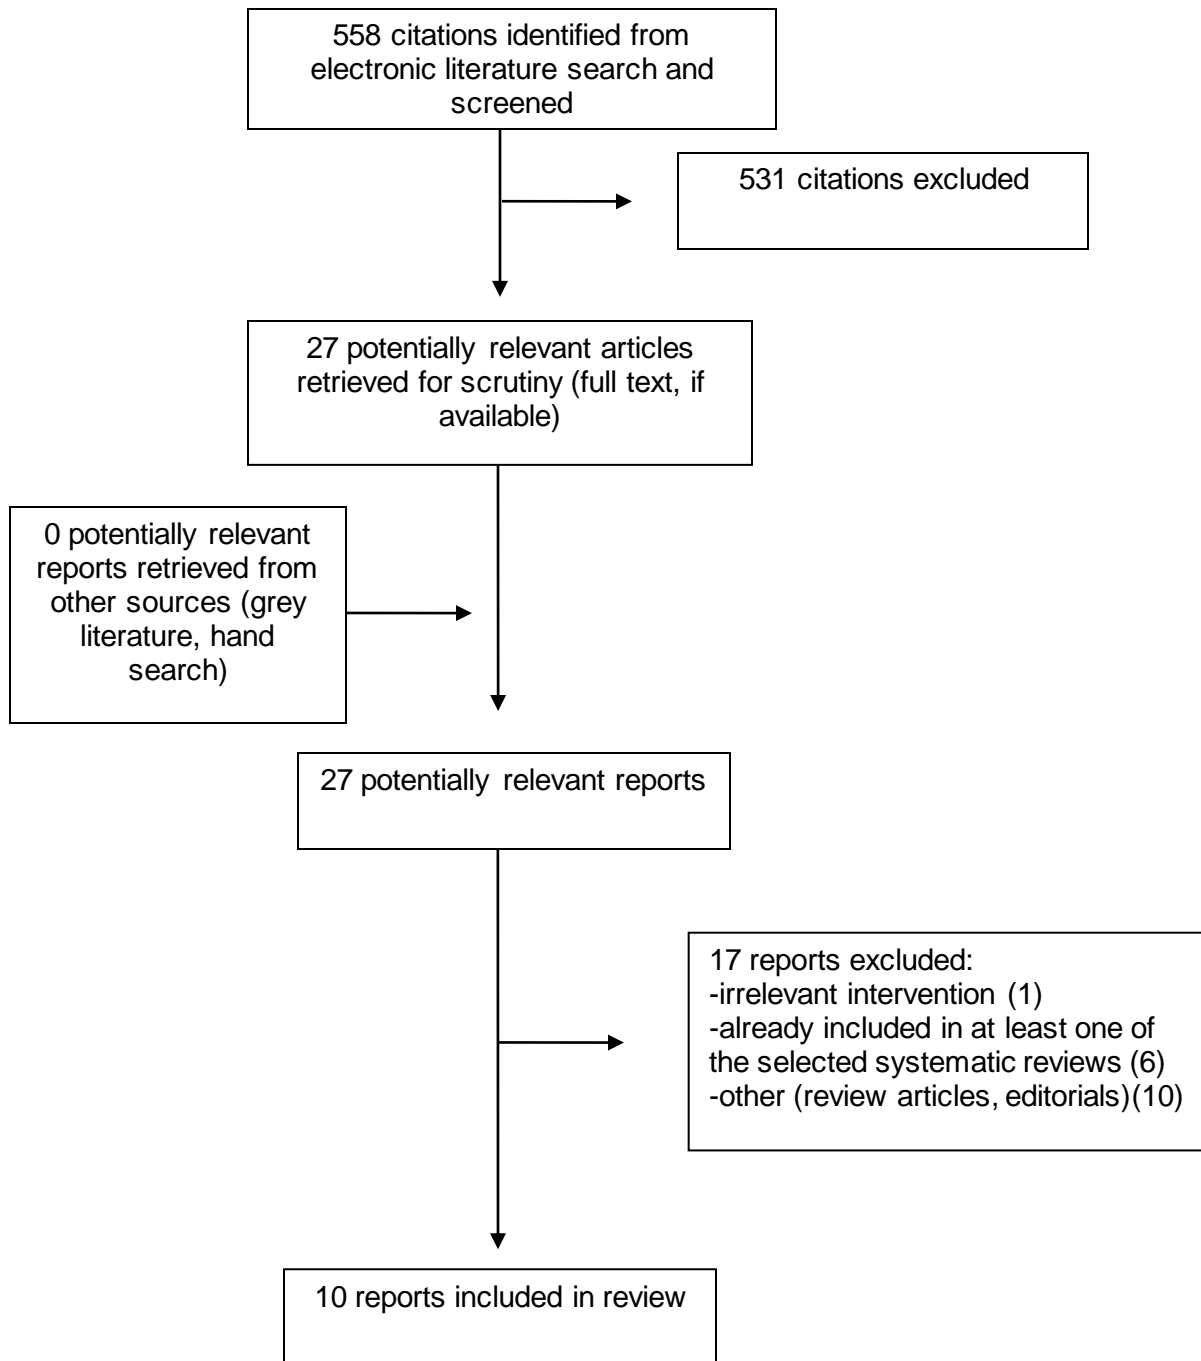 558 citations identified from
electronic literature search and
screened
531 citations excluded
27 potentially relevant articles
retrieved for scrutiny (full text, if
available)
0 potentially relevant
reports retrieved from
other sources (grey
literature, hand
search)
27 potentially relevant reports
17 reports excluded:
-irrelevant intervention (1)
-already included in at least one of
the selected systematic reviews (6)
-other (review articles, editorials)(10)
10 reports included in review